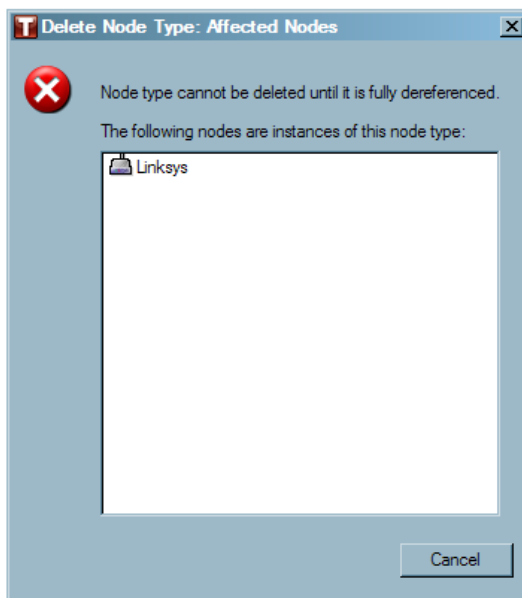 T Delete Node Type: Affected Nodes
Node type cannot be deleted until it is fully dereferenced.
The following nodes are instances of this node type:
Linksys
Cancel